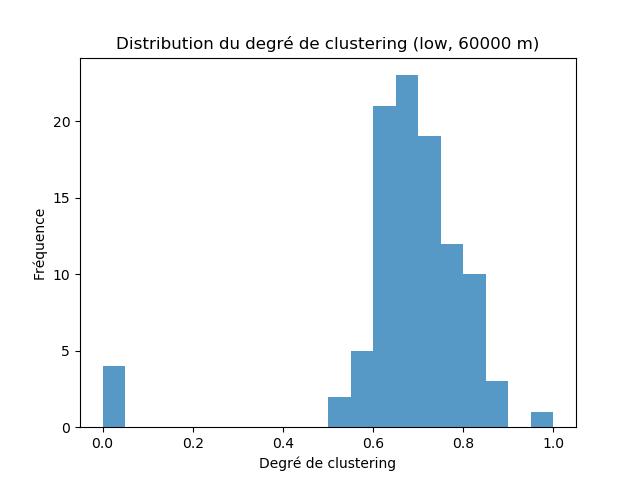 Distribution du degré de clustering (low, 60000 m)
Fréquence
20
15
10
5
0
0.0 0.2 0.4 0.6 0.8 1.0
Degré de clustering